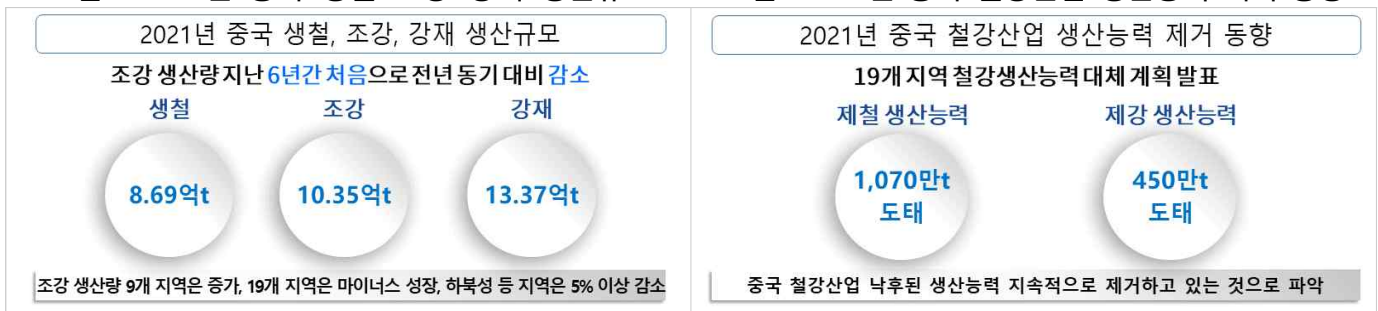 2021년 중국 생철, 조강, 강재 생산규모
조강 생산량 지난 6년간 처음으로 전년 동기 대비 감소
생철 조강 강재
8.69억t 10.35억t 13.37억t
조강 생산량 9개 지역은 증가, 19개 지역은 마이너스 성장, 하북성 등 지역은 5% 이상 감소
2021년 중국 철강산업 생산능력 제거 동향
19개 지역 철강생산능력 대체 계획 발표
제철 생산능력 제강 생산능력
1,070만t 450만t
도태 도태
중국 철강산업 낙후된 생산능력 지속적으로 제거하고 있는 것으로 파악